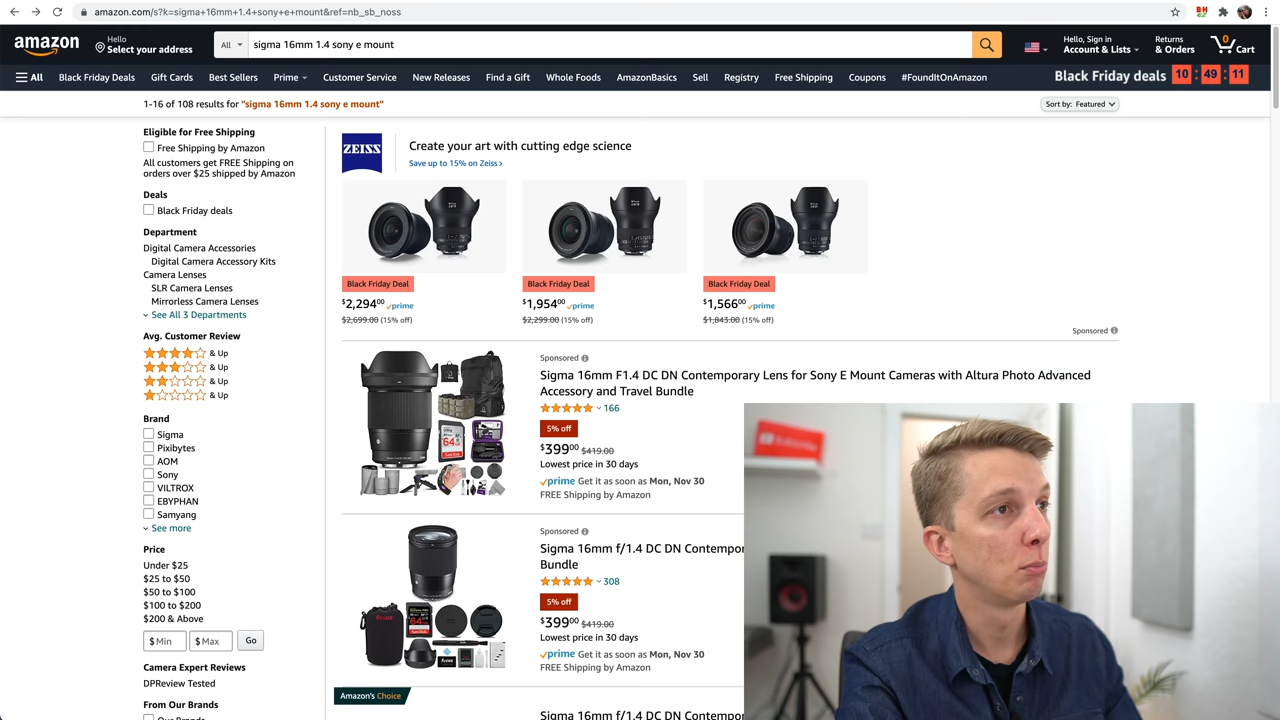 amazon.com/s?k=sigma+16mm+1.4+sony+e+mount&ref=nb_sb_noss
amazon
Hello
Select your address
All
sigma 16mm 1.4 sony e mount
Hello, Sign in
Account & Lists
Returns
& Orders
0
Cart
All
Black Friday Deals
Gift Cards
Best Sellers
Prime
Customer Service
New Releases
Find a Gift
Whole Foods
AmazonBasics
Sell
Registry
Free Shipping
Coupons
#FoundItOnAmazon
Black Friday deals 10 : 49 : 11
1-16 of 108 results for "sigma 16mm 1.4 sony e mount"
Sort by: Featured
Eligible for Free Shipping
Free Shipping by Amazon
All customers get FREE Shipping on
orders over $25 shipped by Amazon
Deals
Black Friday deals
Department
Digital Camera Accessories
Digital Camera Accessory Kits
Camera Lenses
SLR Camera Lenses
Mirrorless Camera Lenses
See All 3 Departments
Avg. Customer Review
& Up
& Up
& Up
& Up
Brand
Sigma
Pixibytes
AOM
Sony
VILTROX
EBYPHAN
Samyang
See more
Price
Under $25
$25 to $50
$50 to $100
$100 to $200
$200 & Above
$ Min
$ Max
Go
Camera Expert Reviews
DPReview Tested
From Our Brands
Our Brands
ZEISS
Create your art with cutting edge science
Save up to 15% on Zeiss ›
Black Friday Deal
$2,294.00 prime
$2,699.00 (15% off)
Black Friday Deal
$1,954.00 prime
$2,299.00 (15% off)
Black Friday Deal
$1,566.00 prime
$1,843.00 (15% off)
Sponsored
Sponsored
Sigma 16mm F1.4 DC DN Contemporary Lens for Sony E Mount Cameras with Altura Photo Advanced
Accessory and Travel Bundle
166
5% off
$399.00 $419.00
Lowest price in 30 days
prime Get it as soon as Mon, Nov 30
FREE Shipping by Amazon
Sponsored
Sigma 16mm f/1.4 DC DN Contempor
Bundle
308
5% off
$399.00 $419.00
Lowest price in 30 days
prime Get it as soon as Mon, Nov 30
FREE Shipping by Amazon
Amazon's Choice
Sigma 16mm f/1.4 DC DN Contempor